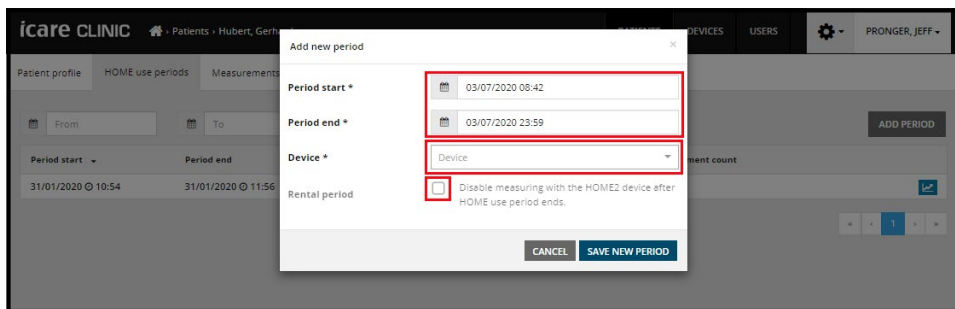 icare CLINIC
Patients › Hubert, Gerh
DEVICES
USERS
PRONGER, JEFF
Patient profile
HOME use periods
Measurements
From
To
ADD PERIOD
Period start
Period end
ment count
31/01/2020 10:54
31/01/2020 11:56
« ‹ 1 › »
Add new period ×
Period start * 03/07/2020 08:42
Period end * 03/07/2020 23:59
Device * Device
Rental period Disable measuring with the HOME2 device after
HOME use period ends.
CANCEL SAVE NEW PERIOD